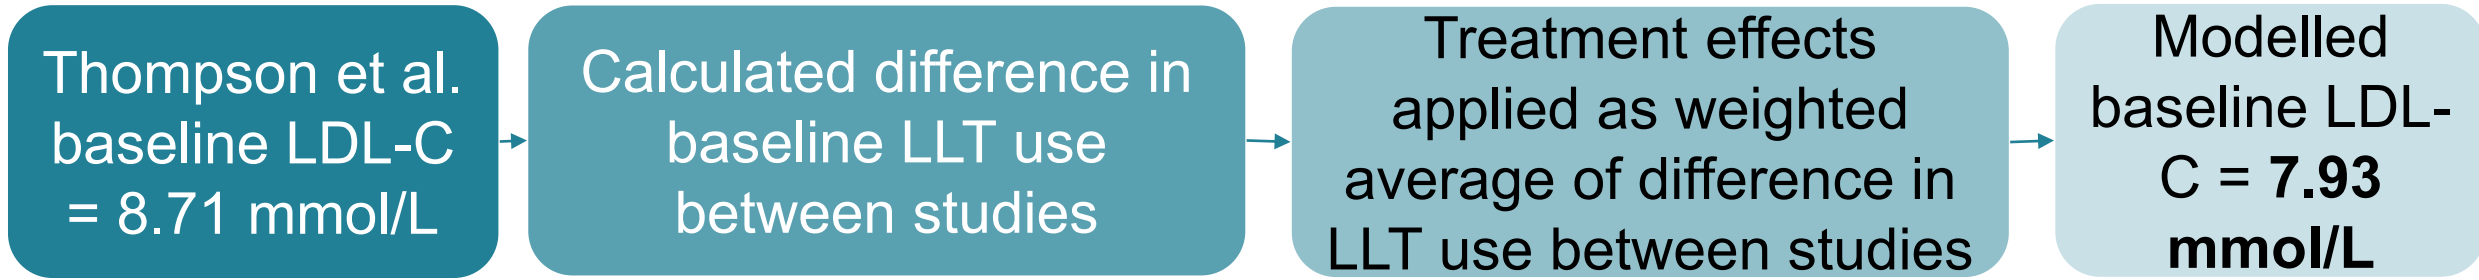 Thompson et al.
baseline LDL-C
= 8.71 mmol/L
Calculated difference in
baseline LLT use
between studies
Treatment effects
applied as weighted
average of difference in
LLT use between studies
Modelled
baseline LDL-
C = 7.93
mmol/L